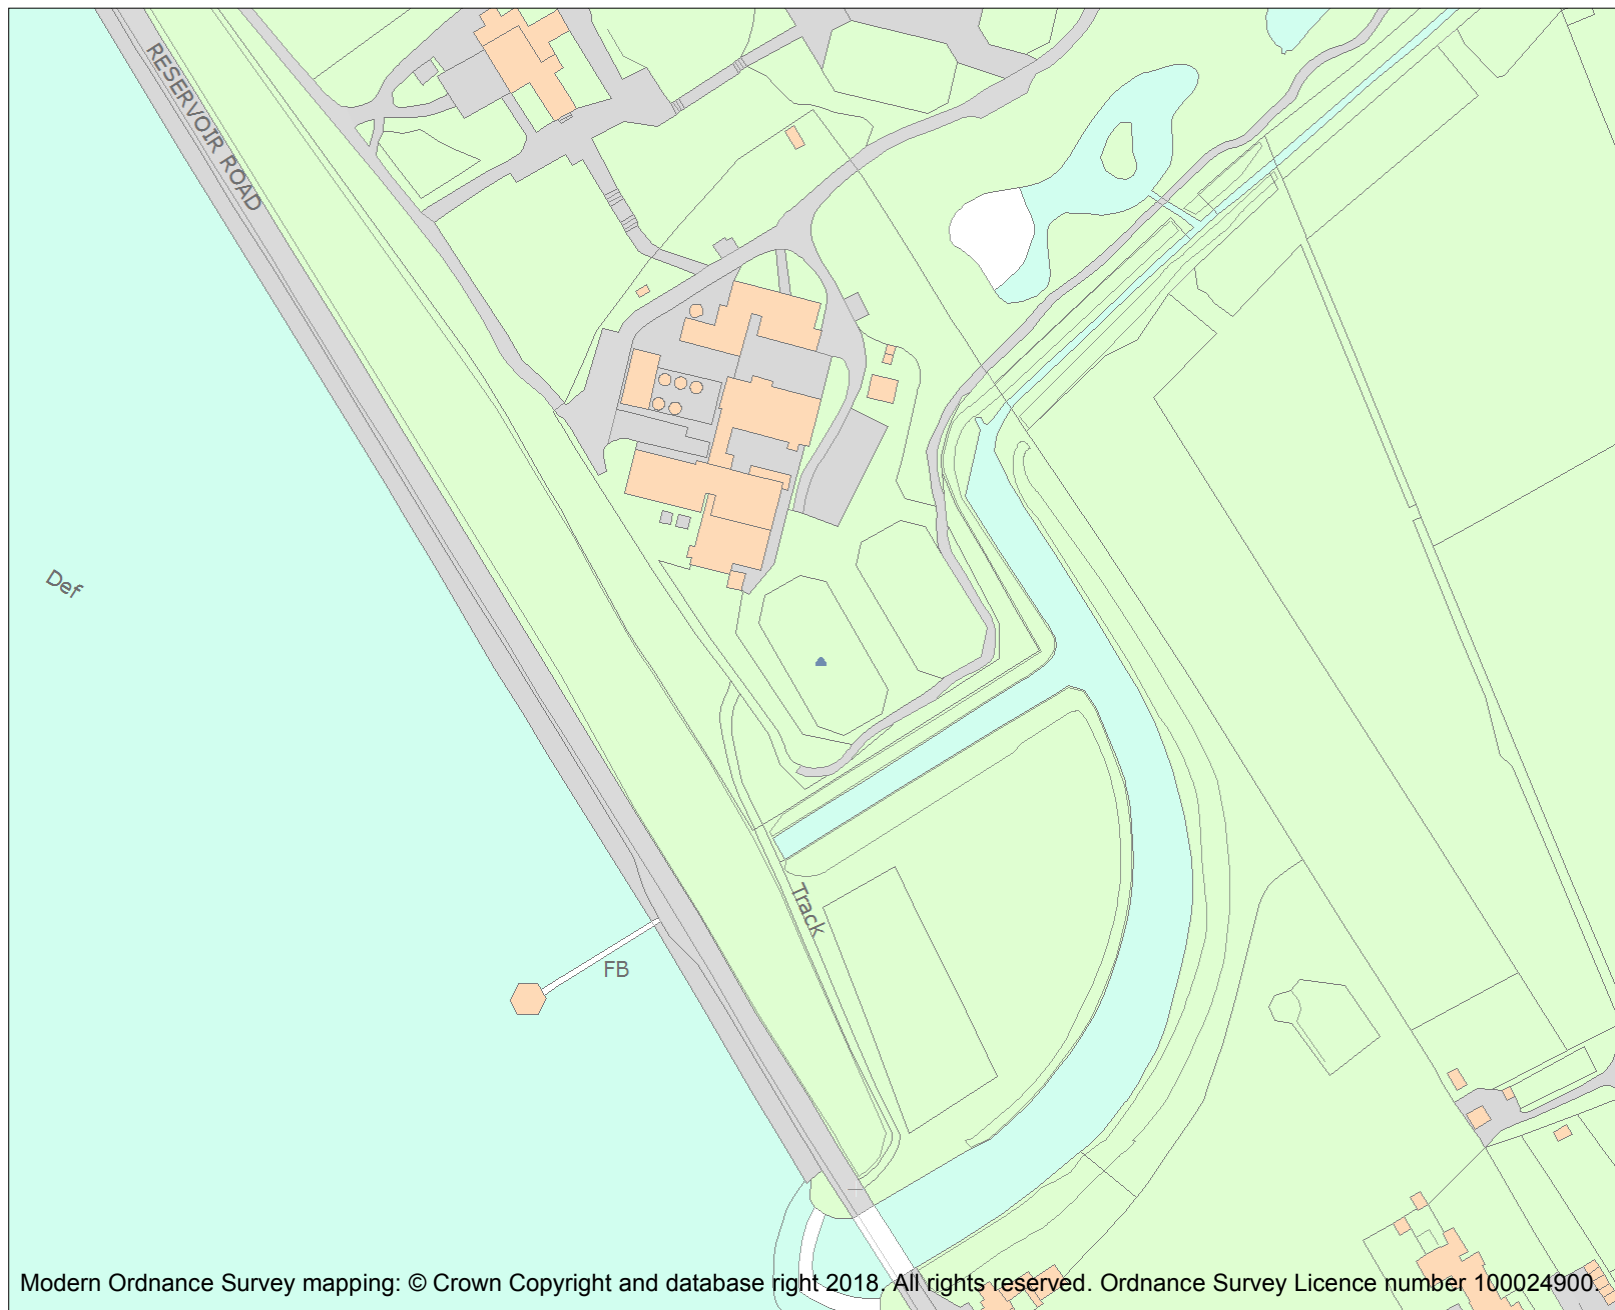 RESERVOIR ROAD
Def
Track
FB
Modern Ordnance Survey mapping: © Crown Copyright and database right 2018. All rights reserved. Ordnance Survey Licence number 100024900.